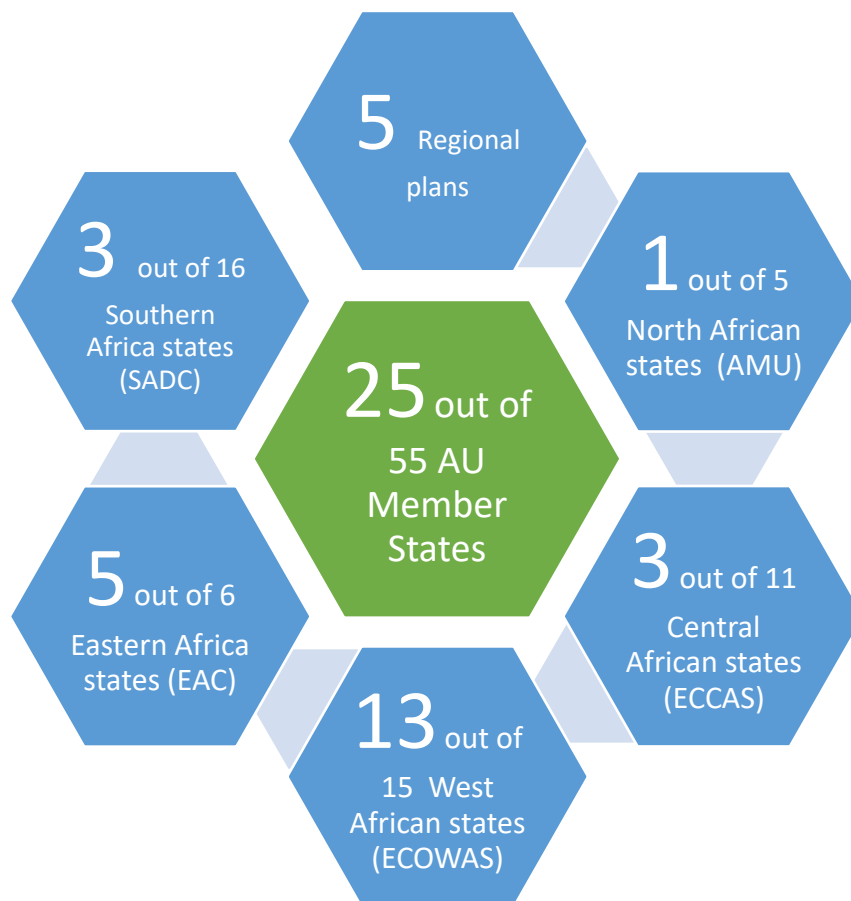 5 Regional
plans
1 out of 5
North African
states (AMU)
3 out of 11
Central
African states
(ECCAS)
13 out of
15 West
African states
(ECOWAS)
5 out of 6
Eastern Africa
states (EAC)
3 out of 16
Southern
Africa states
(SADC)
25 out of
55 AU
Member
States